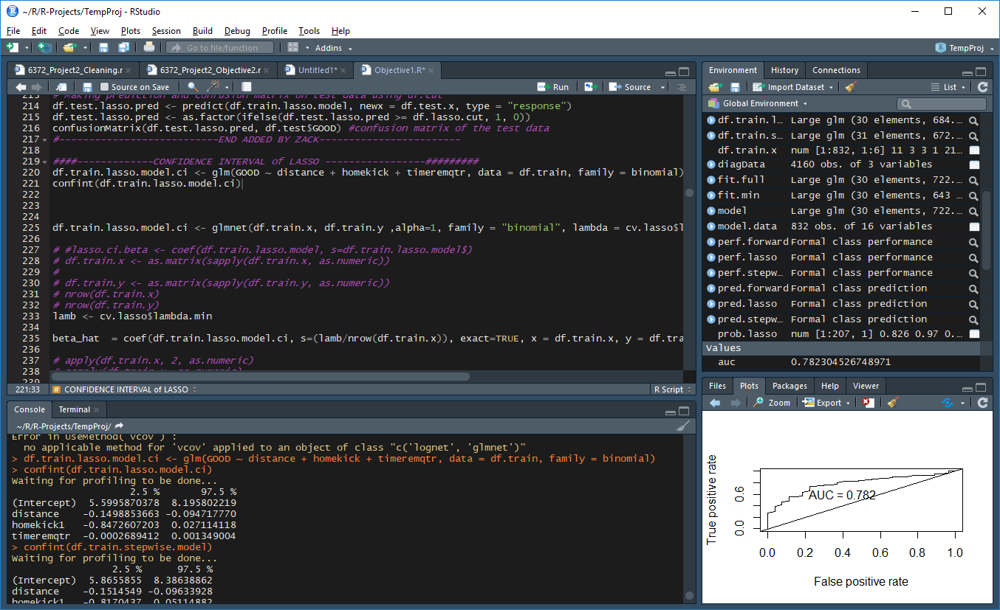 ~/R/R-Projects/TempProj - RStudio
File Edit Code View Plots Session Build Debug Profile Tools Help
Go to file/function Addins TempProj
6372_Project2_Cleaning.r 6372_Project2_Objective2.r Untitled1* Objective1.R*
Source on Save Run Source
213 # Making prediction and confusion matrix on test data using df.cut
214 df.test.lasso.pred <- predict(df.train.lasso.model, newx = df.test.x, type = "response")
215 df.test.lasso.pred <- as.factor(ifelse(df.test.lasso.pred >= df.lasso.cut, 1, 0))
216 confusionMatrix(df.test.lasso.pred, df.test$GOOD) #confusion matrix of the test data
217 #---------------------------END ADDED BY ZACK------------------------
218
219 ####-------------CONFIDENCE INTERVAL of LASSO -----------------#########
220 df.train.lasso.model.ci <- glm(GOOD ~ distance + homekick + timeremqtr, data = df.train, family = binomial)
221 confint(df.train.lasso.model.ci)
222
223
224
225 df.train.lasso.model.ci <- glmnet(df.train.x, df.train.y ,alpha=1, family = "binomial", lambda = cv.lasso$l
226
227 # #lasso.ci.beta <- coef(df.train.lasso.model, s=df.train.lasso.model$)
228 # df.train.x <- as.matrix(sapply(df.train.x, as.numeric))
229 #
230 # df.train.y <- as.matrix(sapply(df.train.y, as.numeric))
231 # nrow(df.train.x)
232 # nrow(df.train.y)
233 lamb <- cv.lasso$lambda.min
234
235 beta_hat  = coef(df.train.lasso.model.ci, s=(lamb/nrow(df.train.x)), exact=TRUE, x = df.train.x, y = df.tra
236
237 # apply(df.train.x, 2, as.numeric)
238
239
221:33 # CONFIDENCE INTERVAL of LASSO R Script
Console Terminal
~/R/R-Projects/TempProj/
Error in UseMethod("vcov") :
no applicable method for 'vcov' applied to an object of class "c('lognet', 'glmnet')"
> df.train.lasso.model.ci <- glm(GOOD ~ distance + homekick + timeremqtr, data = df.train, family = binomial)
> confint(df.train.lasso.model.ci)
Waiting for profiling to be done...
2.5 % 97.5 %
(Intercept) 5.5995870378 8.195802219
distance -0.1498853663 -0.094717770
homekick1 -0.8472607203 0.027114118
timeremqtr -0.0002689412 0.001349004
> confint(df.train.stepwise.model)
Waiting for profiling to be done...
2.5 % 97.5 %
(Intercept) 5.8655855 8.38638862
distance -0.1514549 -0.09633928
homekick1 -0.8170437 0.05114882
Environment History Connections
Import Dataset List
Global Environment
df.train.l… Large glm (30 elements, 684.…
df.train.s… Large glm (31 elements, 672.…
df.train.x num [1:832, 1:6] 11 3 3 1 21…
diagData 4160 obs. of 3 variables
fit.full Large glm (30 elements, 722.…
fit.min Large glm (30 elements, 643 …
model Large glm (30 elements, 722.…
model.data 832 obs. of 16 variables
perf.forward Formal class performance
perf.lasso Formal class performance
perf.stepw… Formal class performance
pred.forward Formal class prediction
pred.lasso Formal class prediction
pred.stepw… Formal class prediction
prob.lasso num [1:207, 1] 0.826 0.97 0.…
Values
auc 0.782304526748971
Files Plots Packages Help Viewer
Zoom Export
True positive rate
0.6
0.0
AUC = 0.782
0.0 0.2 0.4 0.6 0.8 1.0
False positive rate